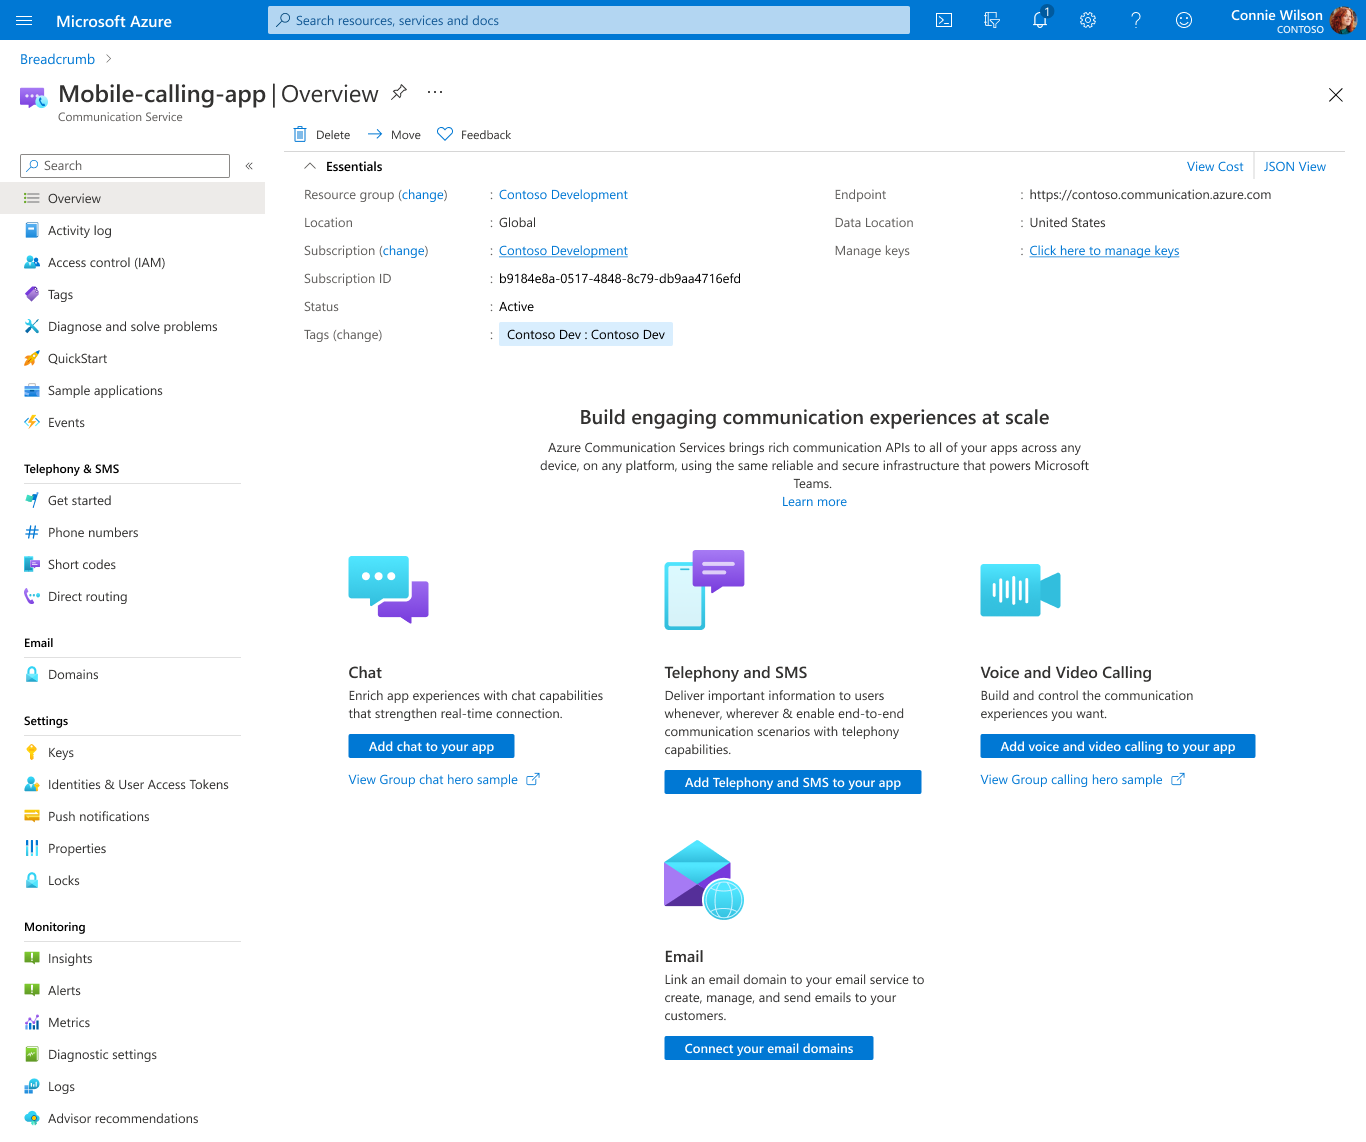 Microsoft Azure
Search resources, services and docs
1
Connie Wilson
CONTOSO
Breadcrumb
Mobile-calling-app | Overview
Communication Service
Delete
Move
Feedback
Search
«
Essentials
View Cost
JSON View
Resource group (change) : Contoso Development
Location : Global
Subscription (change) : Contoso Development
Subscription ID b9184e8a-0517-4848-8c79-db9aa4716efd
Status : Active
Tags (change) : Contoso Dev : Contoso Dev
Endpoint : https://contoso.communication.azure.com
Data Location : United States
Manage keys : Click here to manage keys
Overview
Activity log
Access control (IAM)
Tags
Diagnose and solve problems
QuickStart
Sample applications
Events
Telephony & SMS
Get started
Phone numbers
Short codes
Direct routing
Email
Domains
Settings
Keys
Identities & User Access Tokens
Push notifications
Properties
Locks
Monitoring
Insights
Alerts
Metrics
Diagnostic settings
Logs
Advisor recommendations
Build engaging communication experiences at scale
Azure Communication Services brings rich communication APIs to all of your apps across any
device, on any platform, using the same reliable and secure infrastructure that powers Microsoft
Teams.
Learn more
Chat
Enrich app experiences with chat capabilities
that strengthen real-time connection.
Add chat to your app
View Group chat hero sample
Telephony and SMS
Deliver important information to users
whenever, wherever & enable end-to-end
communication scenarios with telephony
capabilities.
Add Telephony and SMS to your app
Voice and Video Calling
Build and control the communication
experiences you want.
Add voice and video calling to your app
View Group calling hero sample
Email
Link an email domain to your email service to
create, manage, and send emails to your
customers.
Connect your email domains